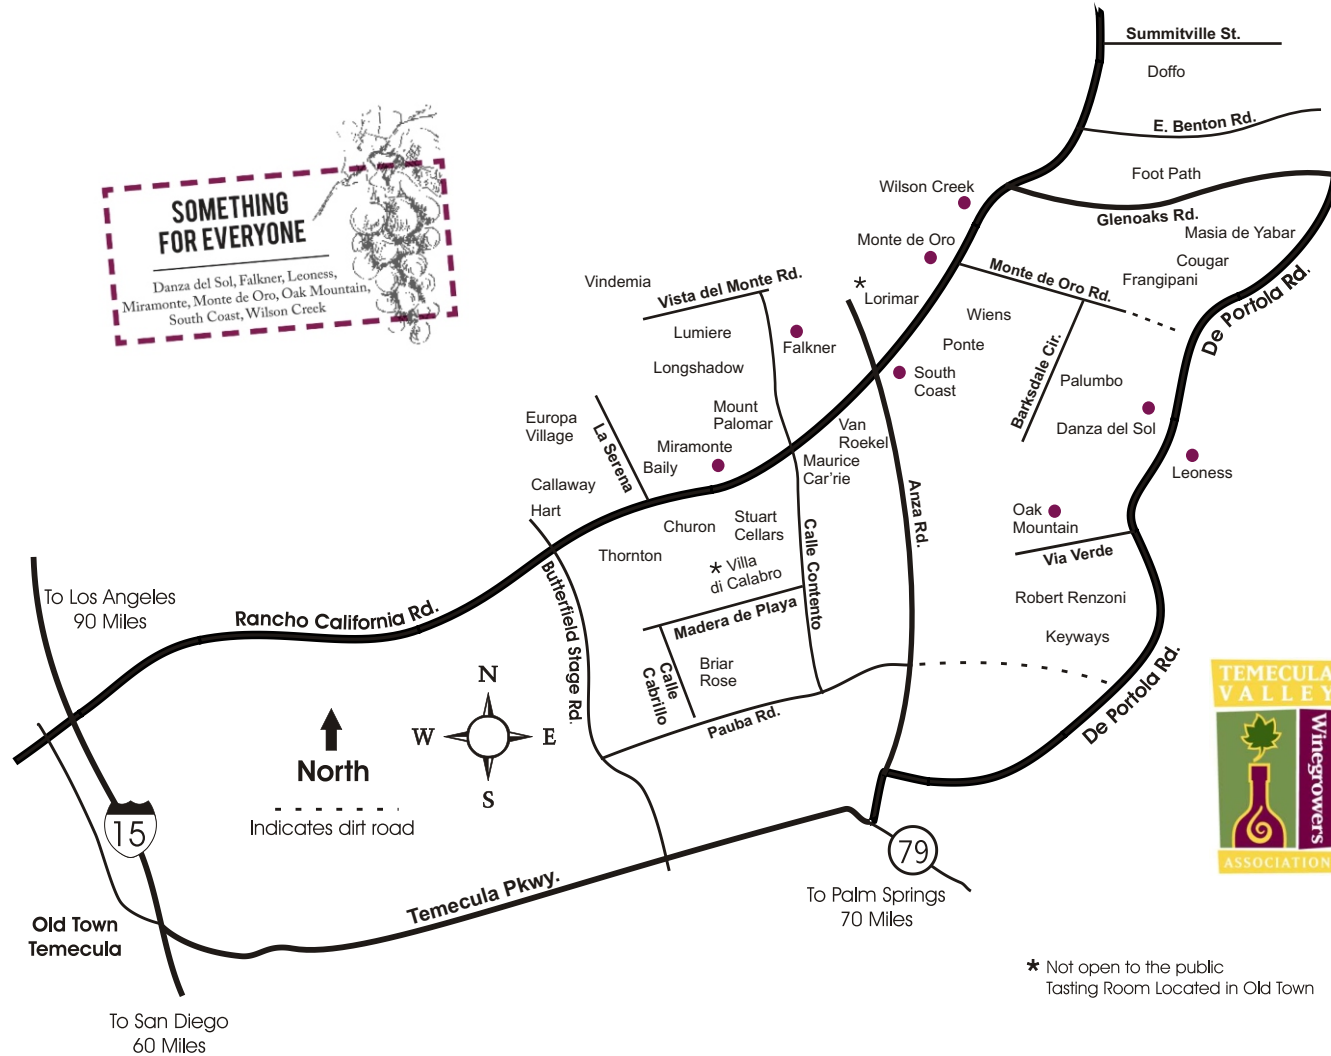 Summitville St.
Doffo
E. Benton Rd.
Foot Path
Wilson Creek
Glenoaks Rd.
Masia de Yabar
Monte de Oro
Cougar
Frangipani
Monte de Oro Rd.
De Portola Rd.
SOMETHING
FOR EVERYONE
Danza del Sol, Falkner, Leoness,
Miramonte, Monte de Oro, Oak Mountain,
South Coast, Wilson Creek
Vindemia
Vista del Monte Rd.
* Lorimar
Wiens
Lumiere
Falkner
Ponte
Barksdale Cir.
Longshadow
South
Coast
Palumbo
Europa
Village
La Serena
Mount
Palomar
Van
Roekel
Danza del Sol
Miramonte
Baily
Maurice
Car'rie
Leoness
Callaway
Hart
Anza Rd.
Churon
Stuart
Cellars
Calle Contento
Oak
Mountain
Thornton
* Villa
di Calabro
Via Verde
Butterfield Stage Rd.
To Los Angeles
90 Miles
Rancho California Rd.
Madera de Playa
Robert Renzoni
Keyways
Calle
Cabrillo
Briar
Rose
Pauba Rd.
De Portola Rd.
N
W
E
S
North
Indicates dirt road
15
79
To Palm Springs
70 Miles
Temecula Pkwy.
Old Town
Temecula
To San Diego
60 Miles
TEMECULA
VALLEY
Winegrowers
ASSOCIATION
* Not open to the public
Tasting Room Located in Old Town